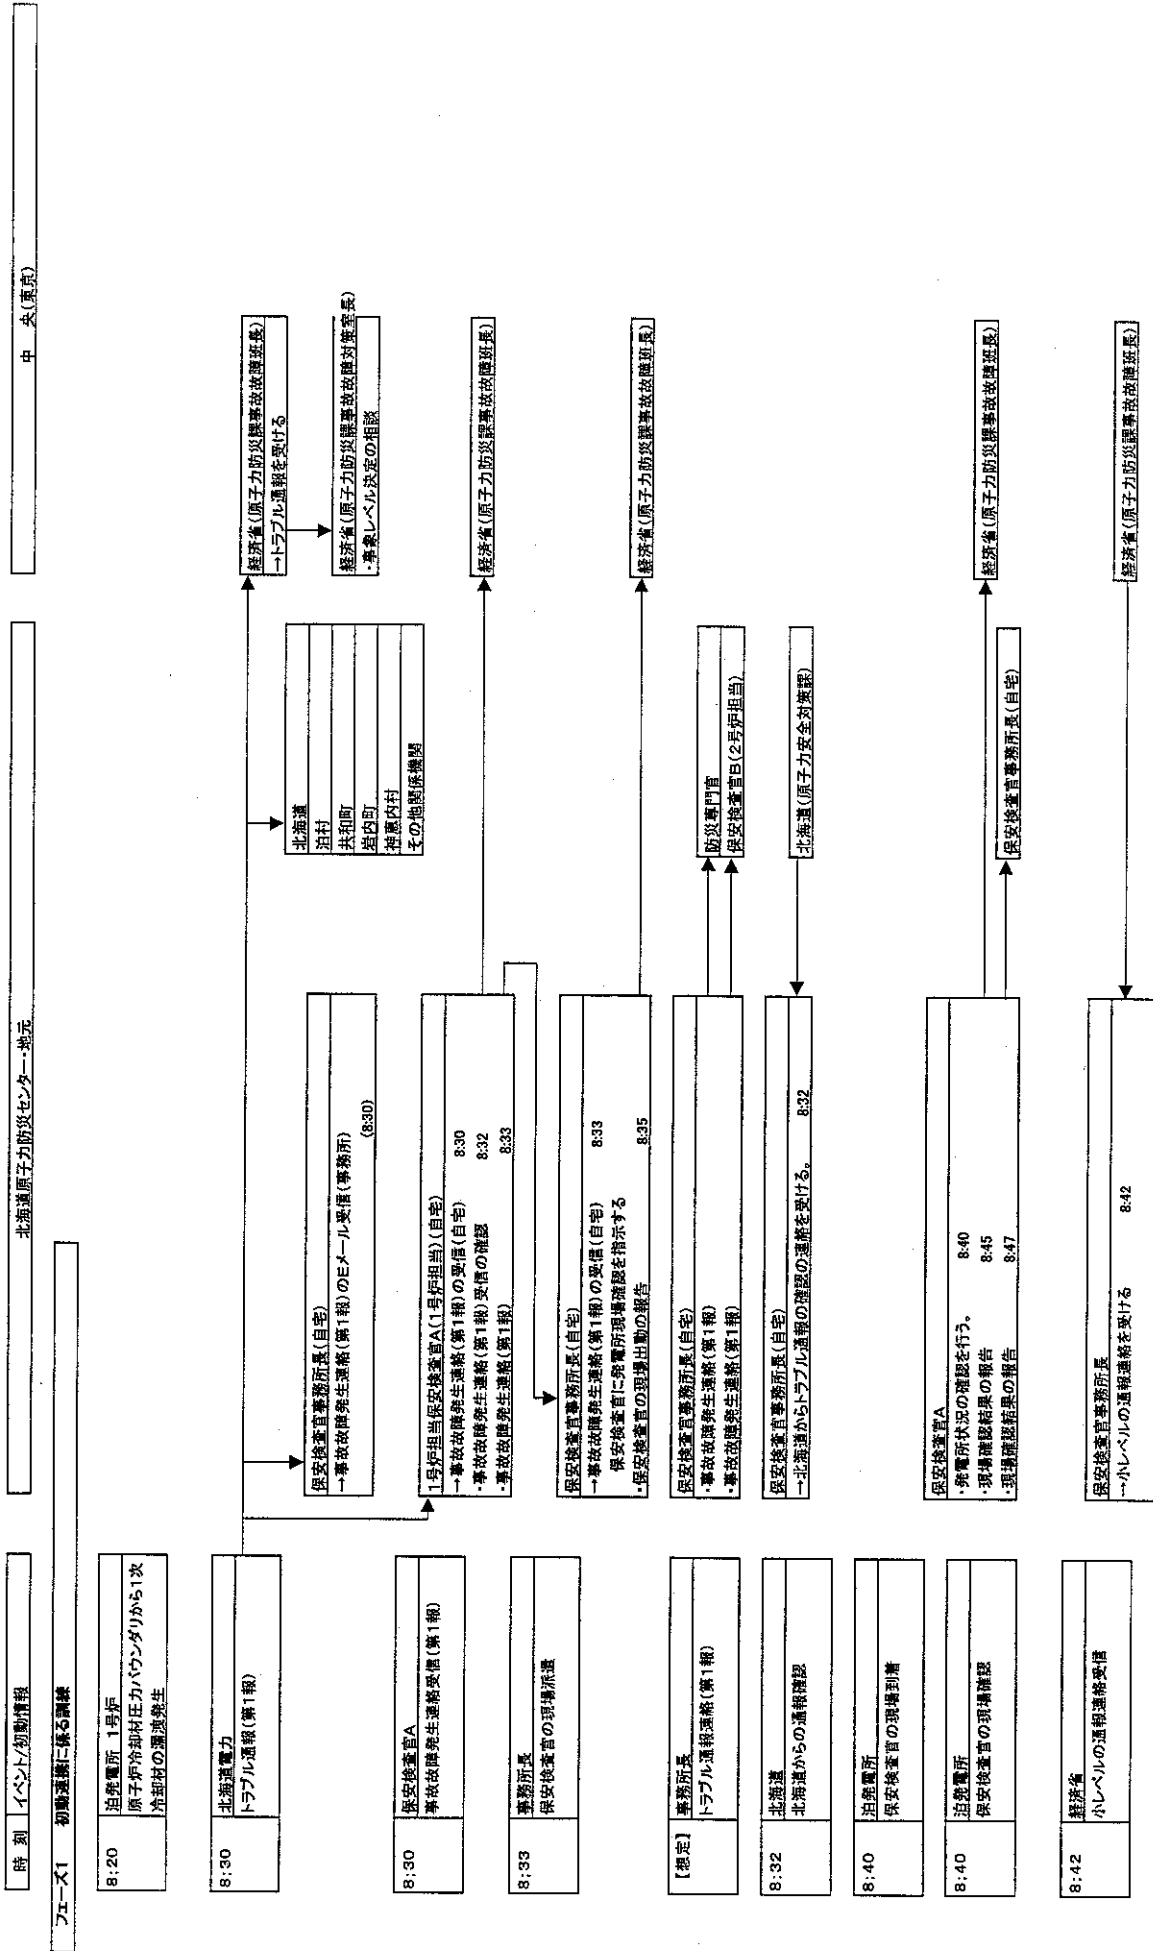 時 刻
イベント/初動情報
北海道原子力防災センター・地元
中 央(東京)
フェーズ1 初動連携に係る訓練
8:20
泊発電所 1号炉
原子炉冷却材圧力バウンダリから1次
冷却材の漏洩発生
8:30
北海道電力
トラブル通報(第1報)
経済省(原子力防災課事故故障班長)
→トラブル通報を受ける
北海道
泊村
共和町
岩内町
神恵内村
その他関係機関
経済省(原子力防災課事故故障対策室長)
・事象レベル決定の相談
保安検査官事務所長(自宅)
→事故故障発生連絡(第1報)のEメール受信(事務所)
(8:30)
8:30
保安検査官A
事故故障発生連絡受信(第1報)
1号炉担当保安検査官A(1号炉担当)(自宅)
→事故故障発生連絡(第1報)の受信(自宅) 8:30
・事故故障発生連絡(第1報)受信の確認 8:32
・事故故障発生連絡(第1報) 8:33
経済省(原子力防災課事故故障班長)
8:33
事務所長
保安検査官の現場派遣
保安検査官事務所長(自宅)
→事故故障発生連絡(第1報)の受信(自宅) 8:33
保安検査官に発電所現場確認を指示する
・保安検査官の現場出動の報告 8:35
経済省(原子力防災課事故故障班長)
【想定】
事務所長
トラブル通報連絡(第1報)
保安検査官事務所長(自宅)
・事故故障発生連絡(第1報)
・事故故障発生連絡(第1報)
防災専門官
保安検査官B(2号炉担当)
8:32
北海道
北海道からの通報確認
保安検査官事務所長(自宅)
→北海道からトラブル通報の確認の連絡を受ける。 8:32
北海道(原子力安全対策課)
8:40
泊発電所
保安検査官の現場到着
8:40
泊発電所
保安検査官の現場確認
保安検査官A
・発電所状況の確認を行う。 8:40
・現場確認結果の報告 8:45
・現場確認結果の報告 8:47
経済省(原子力防災課事故故障班長)
保安検査官事務所長(自宅)
8:42
経済省
小レベルの通報連絡受信
保安検査官事務所長
→小レベルの通報連絡を受ける 8:42
経済省(原子力防災課事故故障班長)